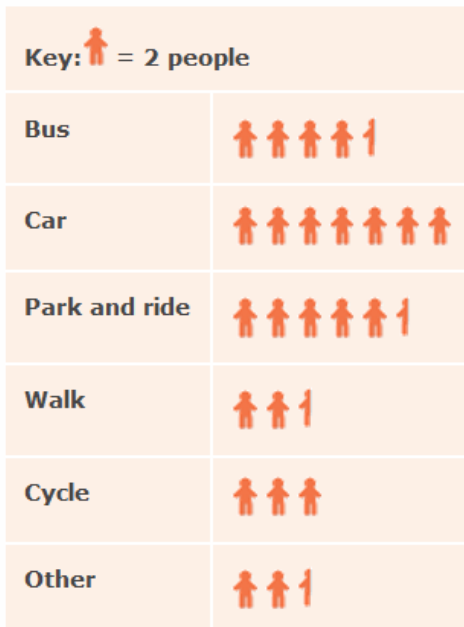 Key: = 2 people
Bus
Car
Park and ride
Walk
Cycle
Other